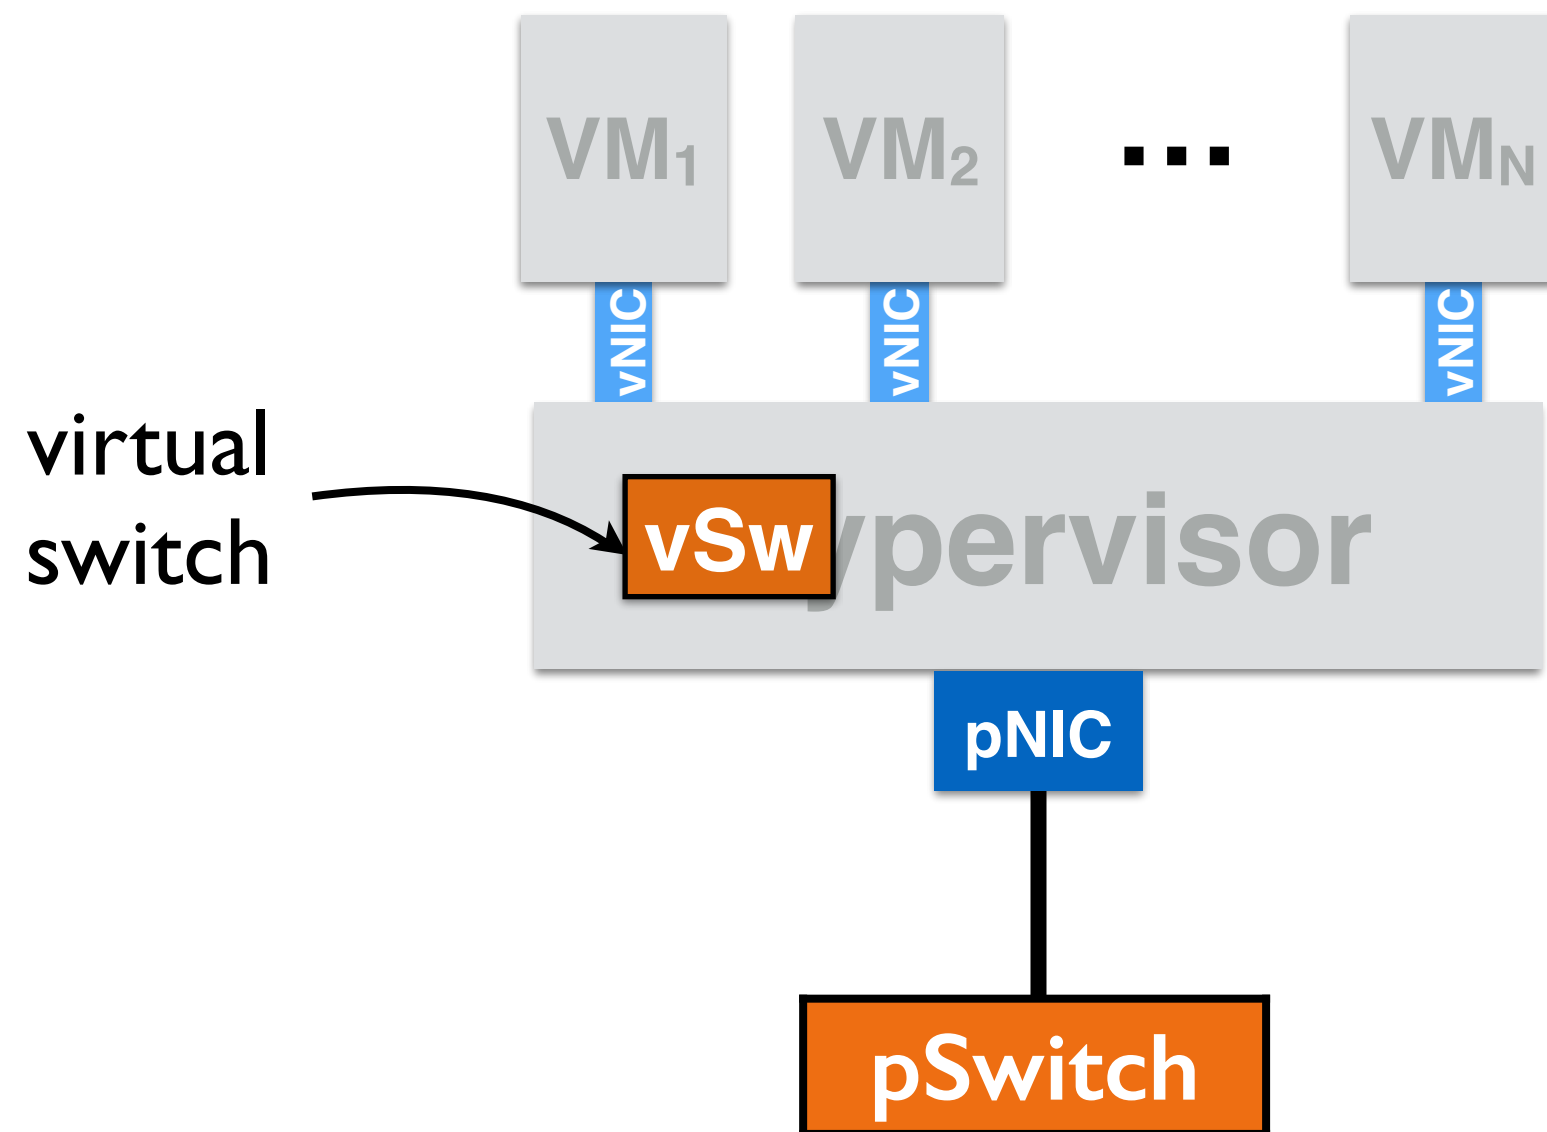 VM1 VM2 ... VMN
vNIC vNIC vNIC
virtual
switch
vSw ypervisor
pNIC
pSwitch